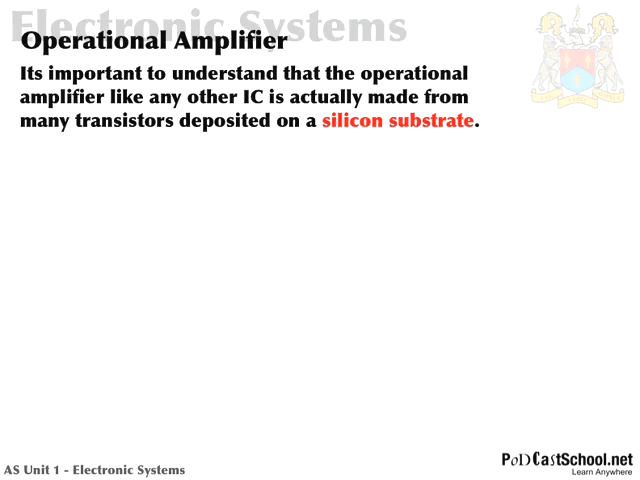 Electronic Systems
Operational Amplifier
Its important to understand that the operational
amplifier like any other IC is actually made from
many transistors deposited on a silicon substrate.
AS Unit 1 - Electronic Systems
PoDCastSchool.net
Learn Anywhere